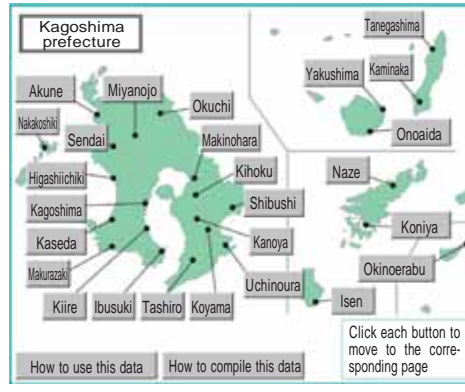 Kagoshima
prefecture
Tanegashima
Akune
Miyanojo
Okuchi
Yakushima
Kaminaka
Nakakoshiki
Sendai
Makinohara
Onoaida
Higashiichiki
Kihoku
Naze
Kagoshima
Shibushi
Kaseda
Kanoya
Koniya
Makurazaki
Uchinoura
Okinoerabu
Kiire
Ibusuki
Tashiro
Koyama
Isen
Click each button to
move to the corre-
sponding page
How to use this data
How to compile this data